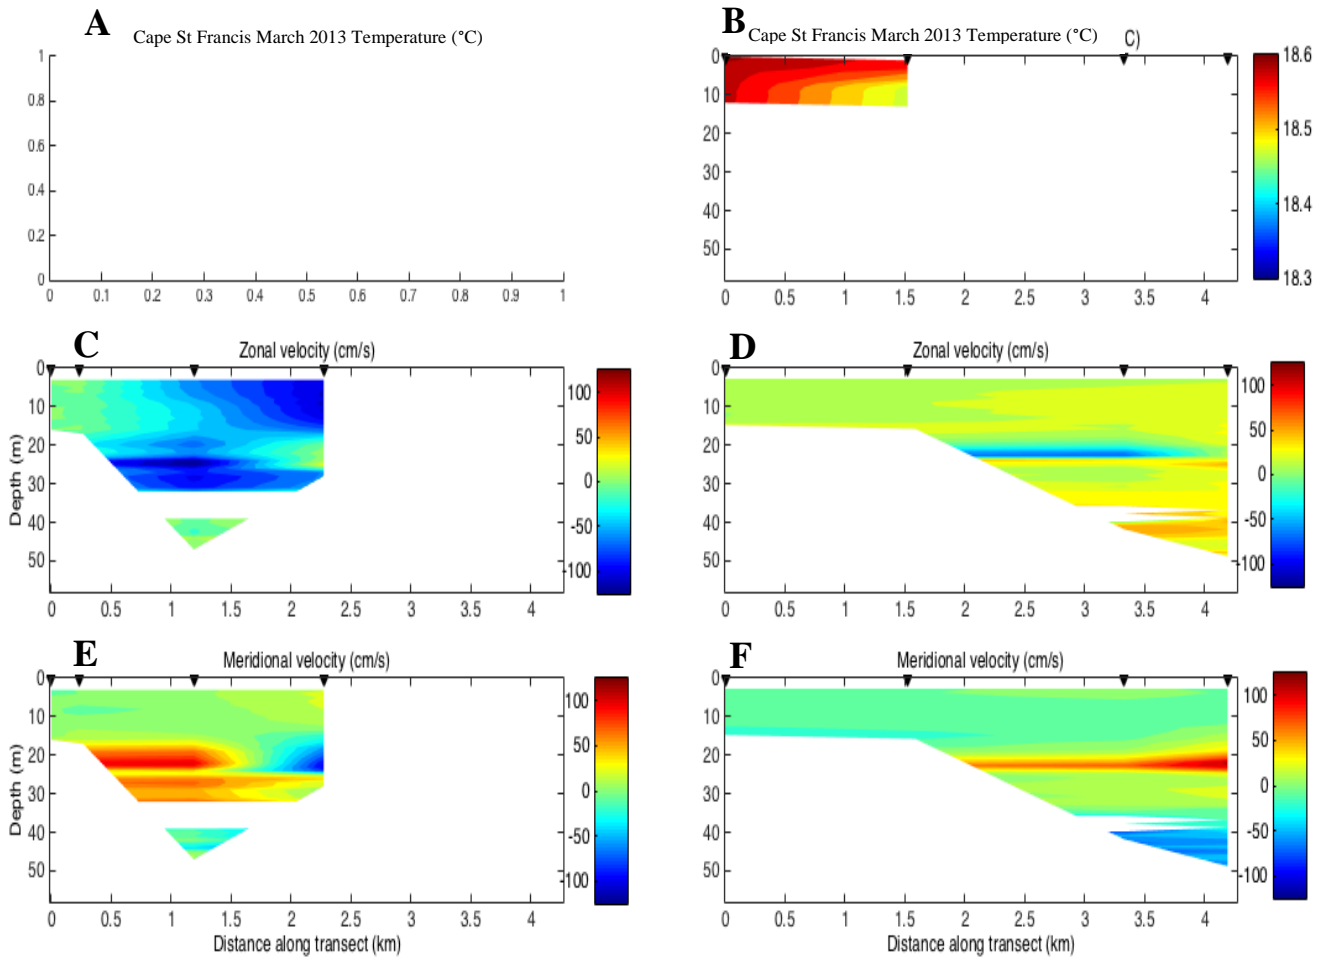 A
Cape St Francis March 2013 Temperature (°C)
1
0.8
0.6
0.4
0.2
0
0 0.1 0.2 0.3 0.4 0.5 0.6 0.7 0.8 0.9 1
B
Cape St Francis March 2013 Temperature (°C) C)
0
10
20
30
40
50
0 0.5 1 1.5 2 2.5 3 3.5 4
18.6
18.5
18.4
18.3
C
Zonal velocity (cm/s)
Depth (m)
0
10
20
30
40
50
0 0.5 1 1.5 2 2.5 3 3.5 4
100
50
0
-50
-100
D
Zonal velocity (cm/s)
0
10
20
30
40
50
0 0.5 1 1.5 2 2.5 3 3.5 4
100
50
0
-50
-100
E
Meridional velocity (cm/s)
Depth (m)
0
10
20
30
40
50
0 0.5 1 1.5 2 2.5 3 3.5 4
Distance along transect (km)
100
50
0
-50
-100
F
Meridional velocity (cm/s)
0
10
20
30
40
50
0 0.5 1 1.5 2 2.5 3 3.5 4
Distance along transect (km)
100
50
0
-50
-100